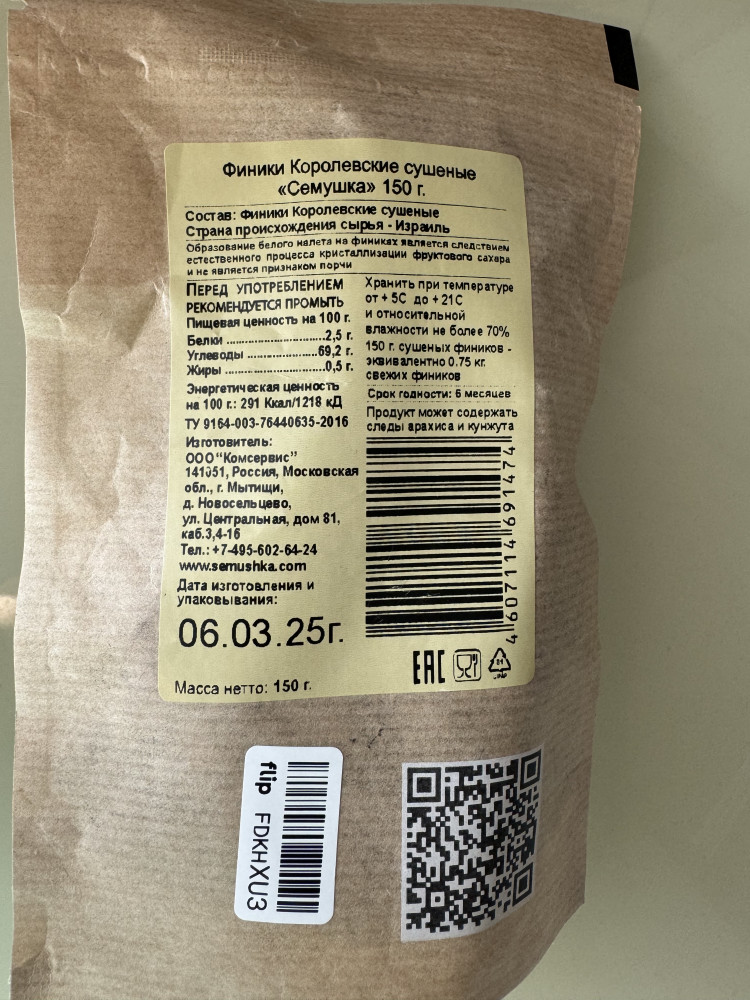 Финики Королевские сушеные
«Семушка» 150 г.
Состав: Финики Королевские сушеные
Страна происхождения сырья - Израиль
Образование белого налета на финиках является следствием
естественного процесса кристаллизации фруктового сахара
и не является признаком порчи
ПЕРЕД УПОТРЕБЛЕНИЕМ
РЕКОМЕНДУЕТСЯ ПРОМЫТЬ
Пищевая ценность на 100 г.
Белки ............................2,5 г.
Углеводы ....................69,2 г.
Жиры ............................0,5 г.
Энергетическая ценность
на 100 г.: 291 Ккал/1218 кД
ТУ 9164-003-76440635-2016
Изготовитель:
ООО "Комсервис"
141051, Россия, Московская
обл., г. Мытищи,
д. Новосельцево,
ул. Центральная, дом 81,
каб.3,4-16
Тел.: +7-495-602-64-24
www.semushka.com
Дата изготовления и
упаковывания:
06.03.25г.
Масса нетто: 150 г.
Хранить при температуре
от + 5С до + 21С
и относительной
влажности не более 70%
150 г. сушеных фиников -
эквивалентно 0.75 кг.
свежих фиников
Срок годности: 6 месяцев
Продукт может содержать
следы арахиса и кунжута
4607114691474
EAC
flip
FDKHXU3